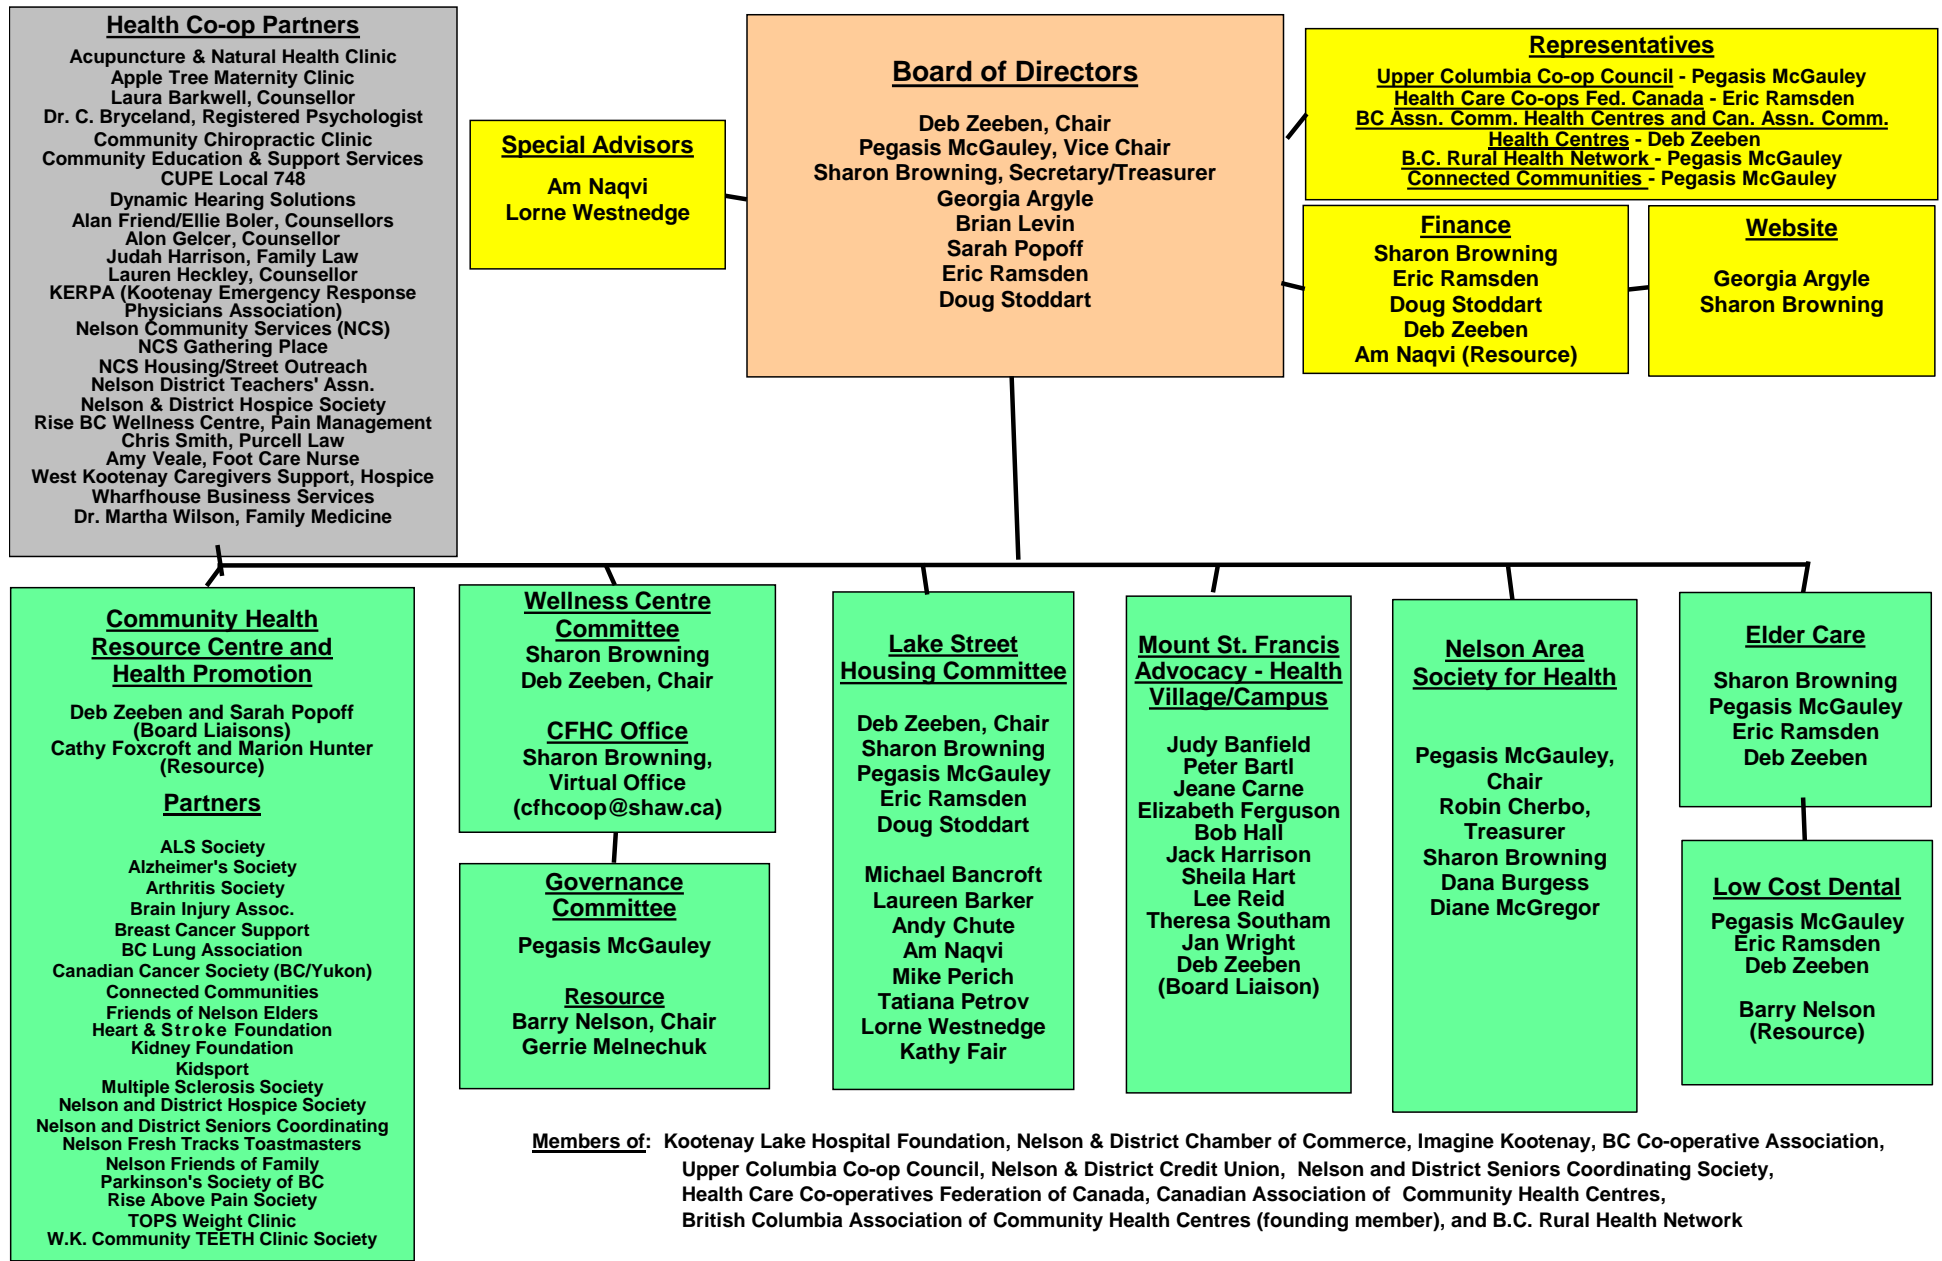 Health Co-op Partners
Acupuncture & Natural Health Clinic
Apple Tree Maternity Clinic
Laura Barkwell, Counsellor
Dr. C. Bryceland, Registered Psychologist
Community Chiropractic Clinic
Community Education & Support Services
CUPE Local 748
Dynamic Hearing Solutions
Alan Friend/Ellie Boler, Counsellors
Alon Gelcer, Counsellor
Judah Harrison, Family Law
Lauren Heckley, Counsellor
KERPA (Kootenay Emergency Response
Physicians Association)
Nelson Community Services (NCS)
NCS Gathering Place
NCS Housing/Street Outreach
Nelson District Teachers' Assn.
Nelson & District Hospice Society
Rise BC Wellness Centre, Pain Management
Chris Smith, Purcell Law
Amy Veale, Foot Care Nurse
West Kootenay Caregivers Support, Hospice
Wharfhouse Business Services
Dr. Martha Wilson, Family Medicine
Special Advisors
Am Naqvi
Lorne Westnedge
Board of Directors
Deb Zeeben, Chair
Pegasis McGauley, Vice Chair
Sharon Browning, Secretary/Treasurer
Georgia Argyle
Brian Levin
Sarah Popoff
Eric Ramsden
Doug Stoddart
Representatives
Upper Columbia Co-op Council - Pegasis McGauley
Health Care Co-ops Fed. Canada - Eric Ramsden
BC Assn. Comm. Health Centres and Can. Assn. Comm.
Health Centres - Deb Zeeben
B.C. Rural Health Network - Pegasis McGauley
Connected Communities - Pegasis McGauley
Finance
Sharon Browning
Eric Ramsden
Doug Stoddart
Deb Zeeben
Am Naqvi (Resource)
Website
Georgia Argyle
Sharon Browning
Community Health
Resource Centre and
Health Promotion
Deb Zeeben and Sarah Popoff
(Board Liaisons)
Cathy Foxcroft and Marion Hunter
(Resource)
Partners
ALS Society
Alzheimer's Society
Arthritis Society
Brain Injury Assoc.
Breast Cancer Support
BC Lung Association
Canadian Cancer Society (BC/Yukon)
Connected Communities
Friends of Nelson Elders
Heart & Stroke Foundation
Kidney Foundation
Kidsport
Multiple Sclerosis Society
Nelson and District Hospice Society
Nelson and District Seniors Coordinating
Nelson Fresh Tracks Toastmasters
Nelson Friends of Family
Parkinson's Society of BC
Rise Above Pain Society
TOPS Weight Clinic
W.K. Community TEETH Clinic Society
Wellness Centre
Committee
Sharon Browning
Deb Zeeben, Chair
CFHC Office
Sharon Browning,
Virtual Office
(cfhcoop@shaw.ca)
Governance
Committee
Pegasis McGauley
Resource
Barry Nelson, Chair
Gerrie Melnechuk
Lake Street
Housing Committee
Deb Zeeben, Chair
Sharon Browning
Pegasis McGauley
Eric Ramsden
Doug Stoddart
Michael Bancroft
Laureen Barker
Andy Chute
Am Naqvi
Mike Perich
Tatiana Petrov
Lorne Westnedge
Kathy Fair
Mount St. Francis
Advocacy - Health
Village/Campus
Judy Banfield
Peter Bartl
Jeane Carne
Elizabeth Ferguson
Bob Hall
Jack Harrison
Sheila Hart
Lee Reid
Theresa Southam
Jan Wright
Deb Zeeben
(Board Liaison)
Nelson Area
Society for Health
Pegasis McGauley,
Chair
Robin Cherbo,
Treasurer
Sharon Browning
Dana Burgess
Diane McGregor
Elder Care
Sharon Browning
Pegasis McGauley
Eric Ramsden
Deb Zeeben
Low Cost Dental
Pegasis McGauley
Eric Ramsden
Deb Zeeben
Barry Nelson
(Resource)
Members of: Kootenay Lake Hospital Foundation, Nelson & District Chamber of Commerce, Imagine Kootenay, BC Co-operative Association,
Upper Columbia Co-op Council, Nelson & District Credit Union, Nelson and District Seniors Coordinating Society,
Health Care Co-operatives Federation of Canada, Canadian Association of Community Health Centres,
British Columbia Association of Community Health Centres (founding member), and B.C. Rural Health Network